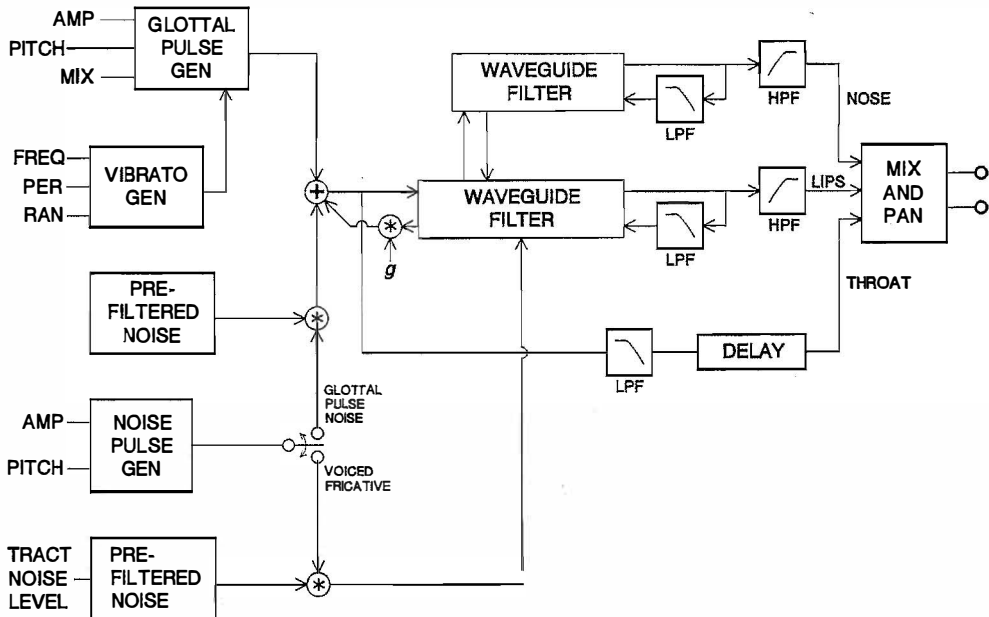 AMP
PITCH
MIX
GLOTTAL
PULSE
GEN
FREQ
PER
RAN
VIBRATO
GEN
WAVEGUIDE
FILTER
LPF
HPF
NOSE
+
WAVEGUIDE
FILTER
*
g
LPF
HPF
LIPS
MIX
AND
PAN
THROAT
PRE-
FILTERED
NOISE
*
LPF
DELAY
GLOTTAL
PULSE
NOISE
AMP
PITCH
NOISE
PULSE
GEN
VOICED
FRICATIVE
TRACT
NOISE
LEVEL
PRE-
FILTERED
NOISE
*